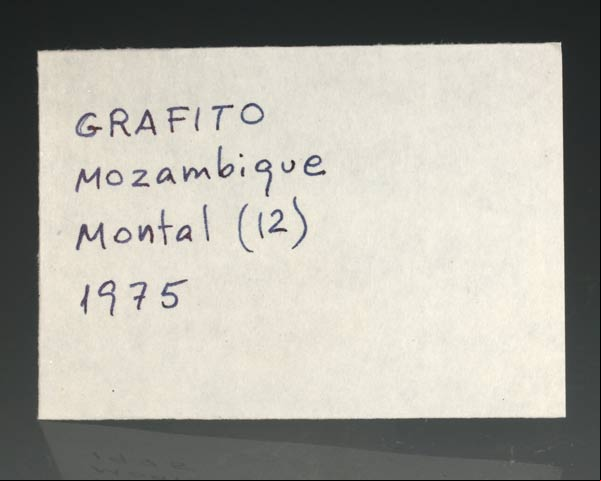 GRAFITO
Mozambique
Montal (12)
1975